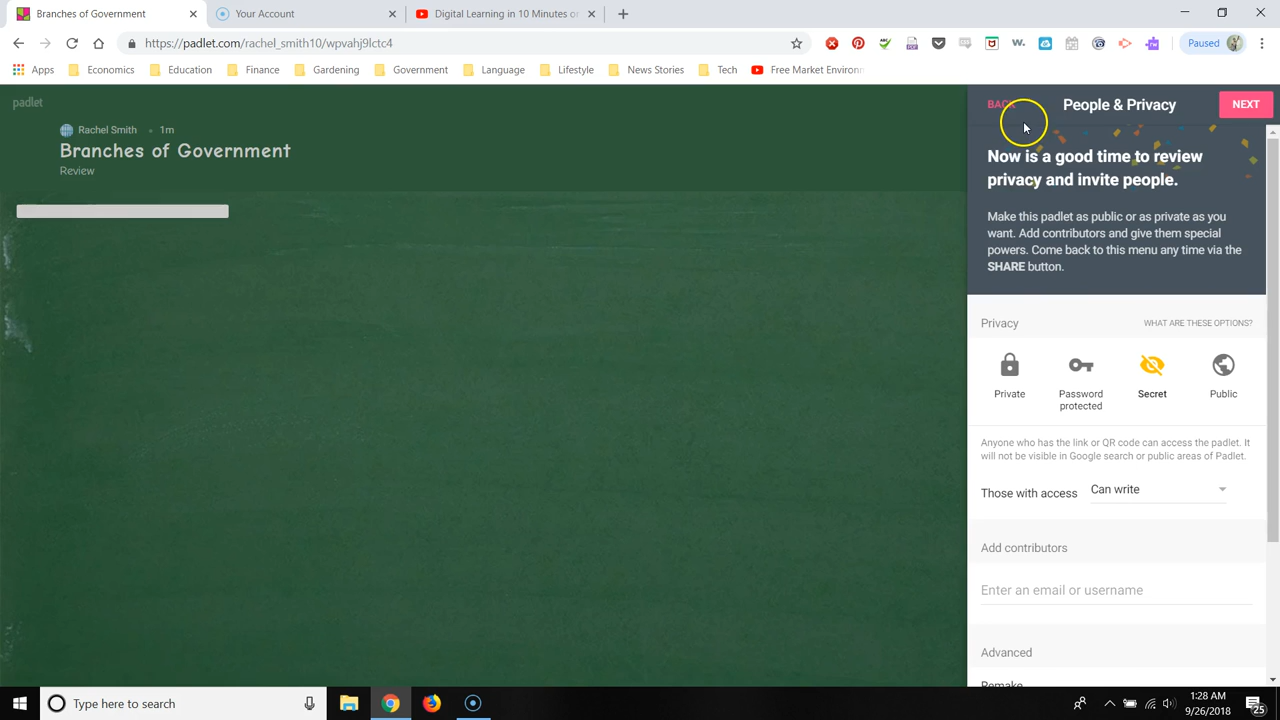 Branches of Government
Your Account
Digital Learning in 10 Minutes or
https://padlet.com/rachel_smith10/wpvahj9lctc4
Paused
Apps
Economics
Education
Finance
Gardening
Government
Language
Lifestyle
News Stories
Tech
Free Market Environ
padlet
Rachel Smith • 1m
Branches of Government
Review
BACK
People & Privacy
NEXT
Now is a good time to review
privacy and invite people.
Make this padlet as public or as private as you
want. Add contributors and give them special
powers. Come back to this menu any time via the
SHARE button.
Privacy
WHAT ARE THESE OPTIONS?
Private
Password
protected
Secret
Public
Anyone who has the link or QR code can access the padlet. It
will not be visible in Google search or public areas of Padlet.
Those with access
Can write
Add contributors
Enter an email or username
Advanced
Remake
Type here to search
1:28 AM
9/26/2018
25